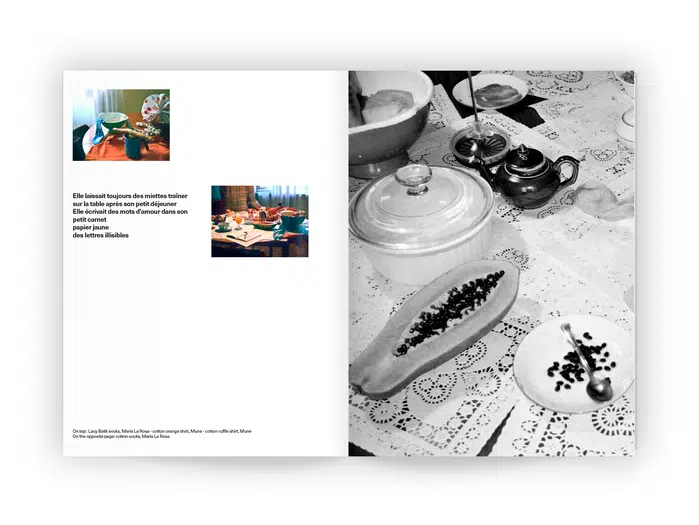 Elle laissait toujours des miettes traîner
sur la table après son petit déjeuner
Elle écrivait des mots d'amour dans son
petit carnet
papier jaune
des lettres illisibles
On top: Lacy Batik socks, Maria La Rosa - cotton orange shirt, Mune - cotton ruffle shirt, Mune
On the opposite page: cotton socks, Maria La Rosa